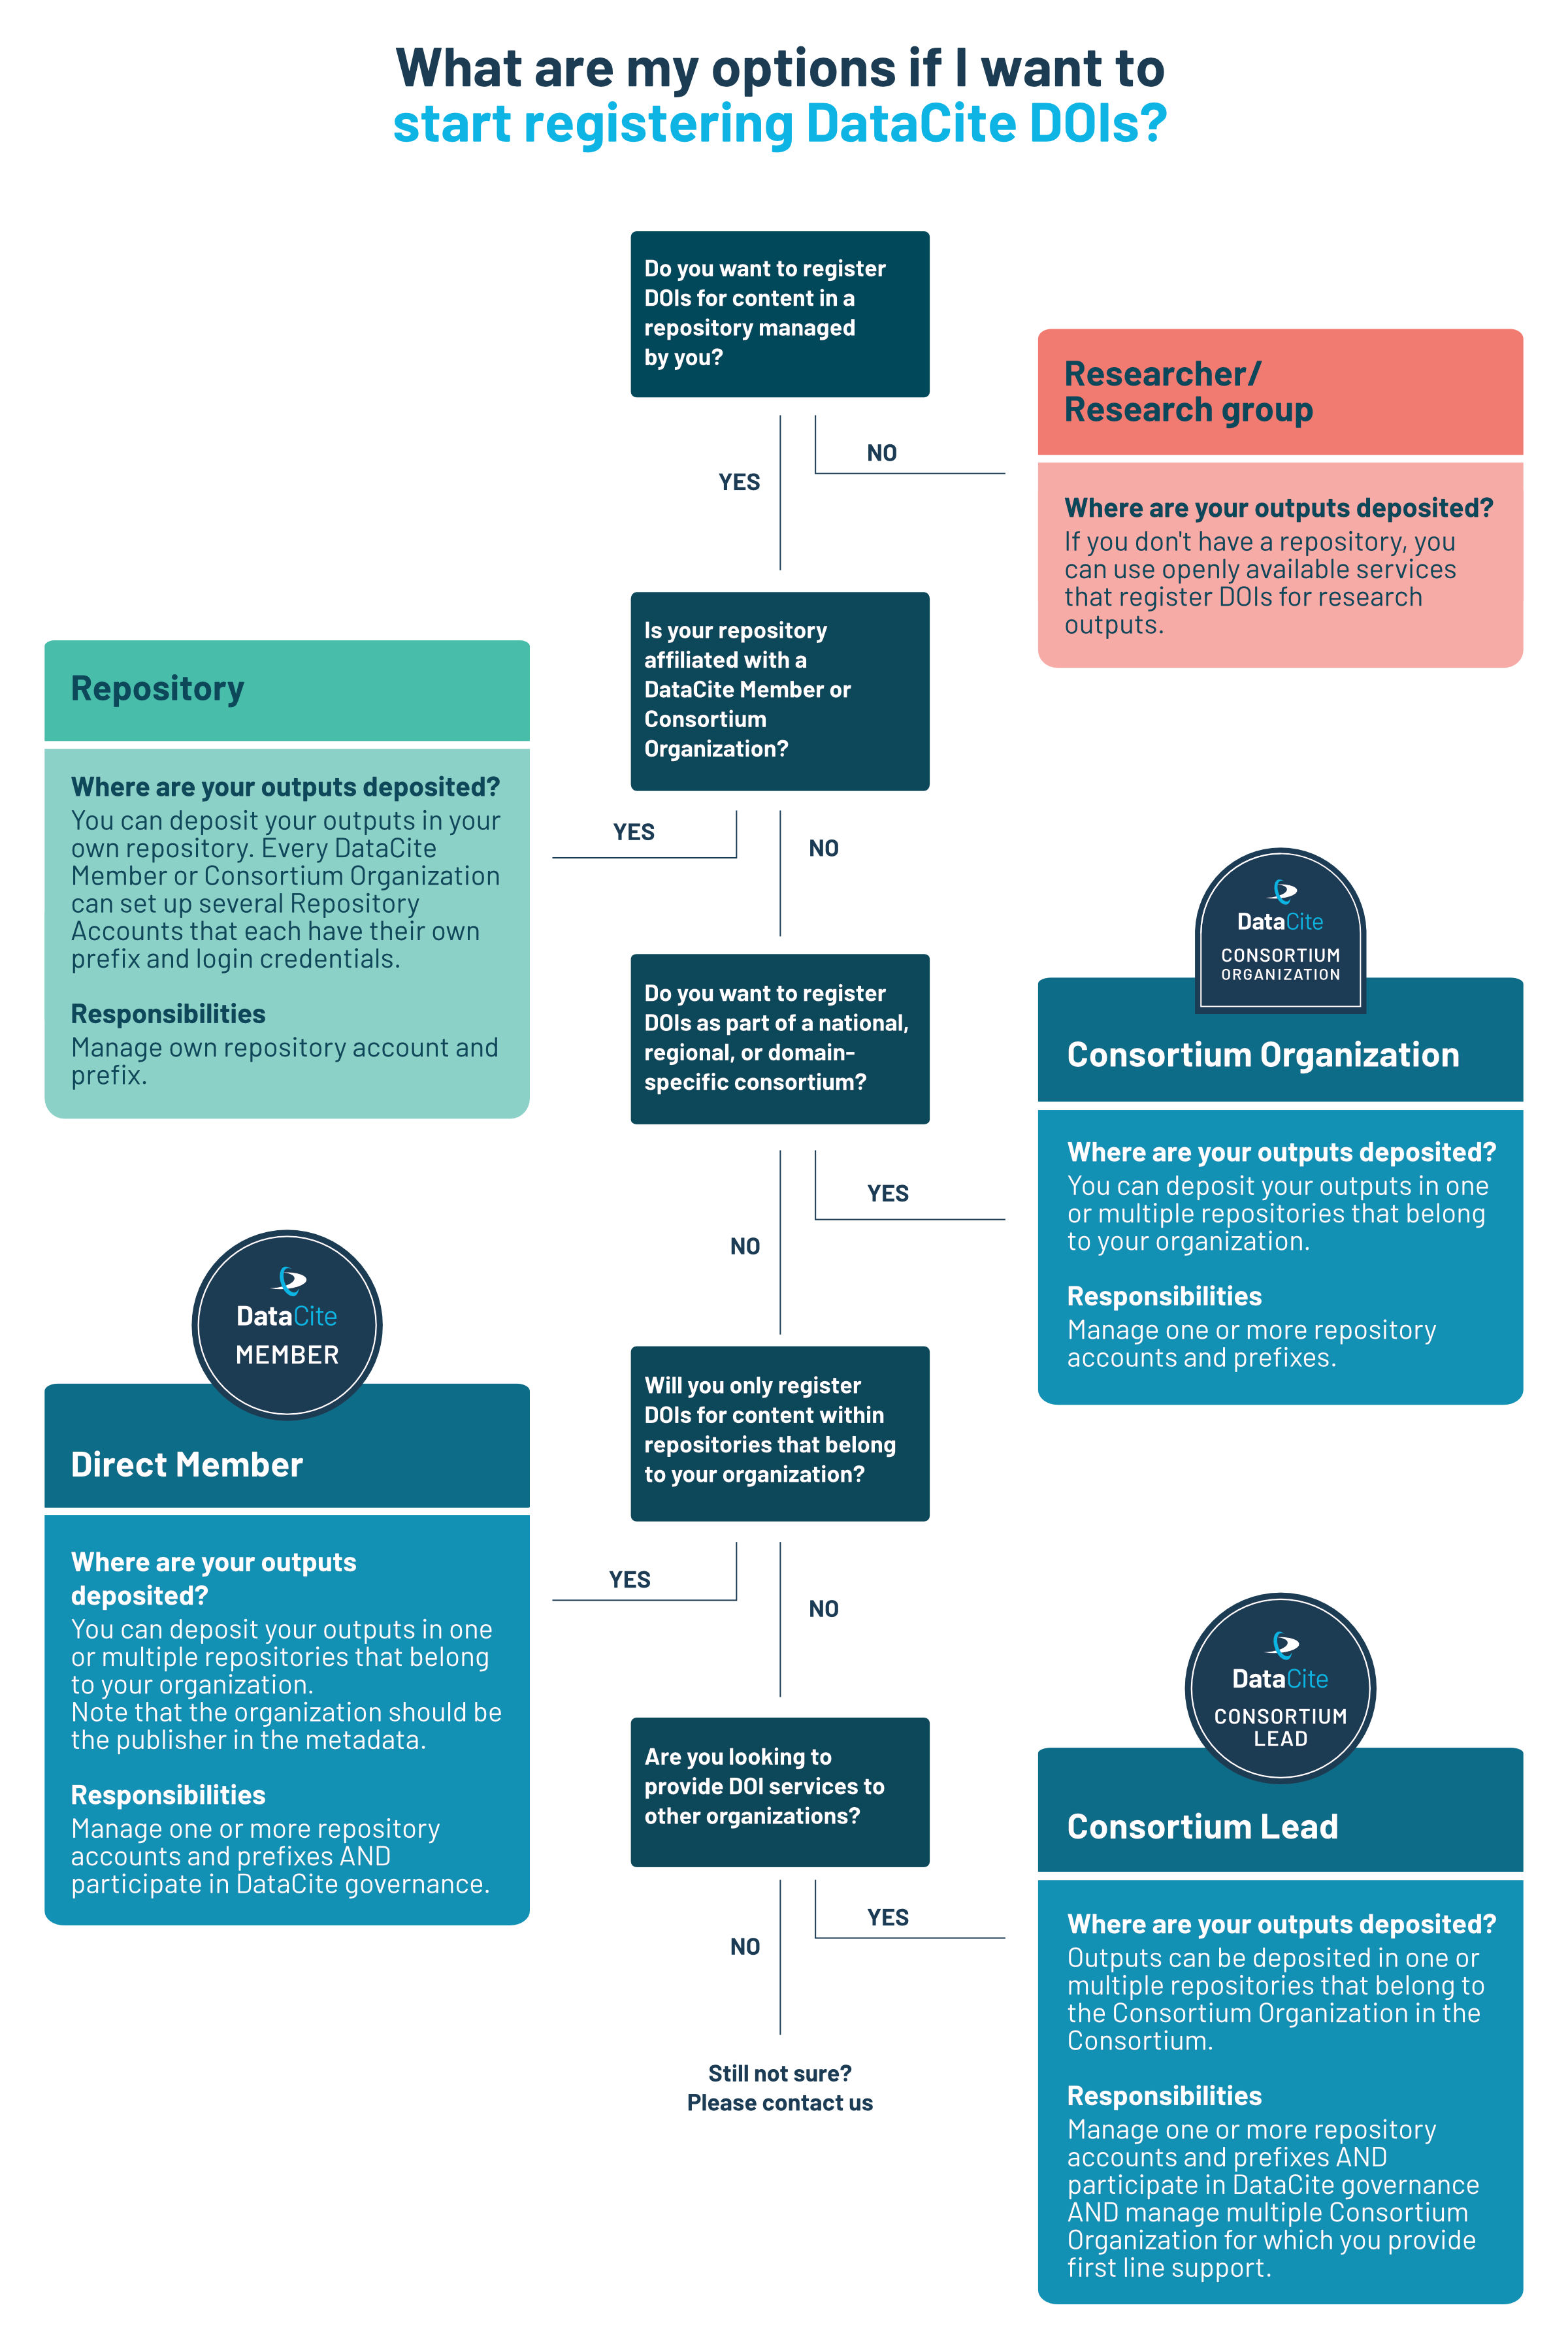 What are my options if I want to
start registering DataCite DOIs?
Do you want to register
DOIs for content in a
repository managed
by you?
NO
YES
Researcher/
Research group
Where are your outputs deposited?
If you don't have a repository, you
can use openly available services
that register DOIs for research
outputs.
Is your repository
affiliated with a
DataCite Member or
Consortium
Organization?
YES
NO
Repository
Where are your outputs deposited?
You can deposit your outputs in your
own repository. Every DataCite
Member or Consortium Organization
can set up several Repository
Accounts that each have their own
prefix and login credentials.
Responsibilities
Manage own repository account and
prefix.
Do you want to register
DOIs as part of a national,
regional, or domain-
specific consortium?
YES
NO
DataCite
CONSORTIUM
ORGANIZATION
Consortium Organization
Where are your outputs deposited?
You can deposit your outputs in one
or multiple repositories that belong
to your organization.
Responsibilities
Manage one or more repository
accounts and prefixes.
Will you only register
DOIs for content within
repositories that belong
to your organization?
YES
NO
DataCite
MEMBER
Direct Member
Where are your outputs
deposited?
You can deposit your outputs in one
or multiple repositories that belong
to your organization.
Note that the organization should be
the publisher in the metadata.
Responsibilities
Manage one or more repository
accounts and prefixes AND
participate in DataCite governance.
Are you looking to
provide DOI services to
other organizations?
YES
NO
DataCite
CONSORTIUM
LEAD
Consortium Lead
Where are your outputs deposited?
Outputs can be deposited in one or
multiple repositories that belong to
the Consortium Organization in the
Consortium.
Responsibilities
Manage one or more repository
accounts and prefixes AND
participate in DataCite governance
AND manage multiple Consortium
Organization for which you provide
first line support.
Still not sure?
Please contact us